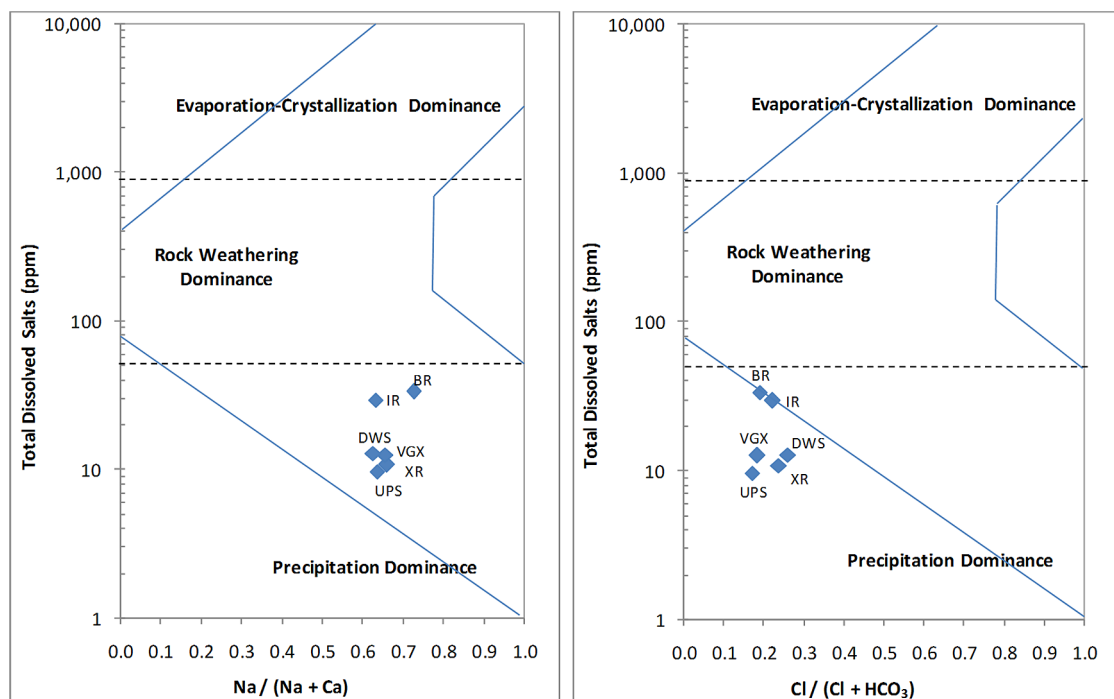 10,000
1,000
100
10
1
Total Dissolved Salts (ppm)
Evaporation-Crystallization Dominance
Rock Weathering
Dominance
BR
IR
DWS
VGX
XR
UPS
Precipitation Dominance
0.0 0.1 0.2 0.3 0.4 0.5 0.6 0.7 0.8 0.9 1.0
Na / (Na + Ca)
10,000
1,000
100
10
1
Total Dissolved Salts (ppm)
Evaporation-Crystallization Dominance
Rock Weathering
Dominance
BR
IR
VGX
DWS
XR
UPS
Precipitation Dominance
0.0 0.1 0.2 0.3 0.4 0.5 0.6 0.7 0.8 0.9 1.0
Cl / (Cl + HCO₃)